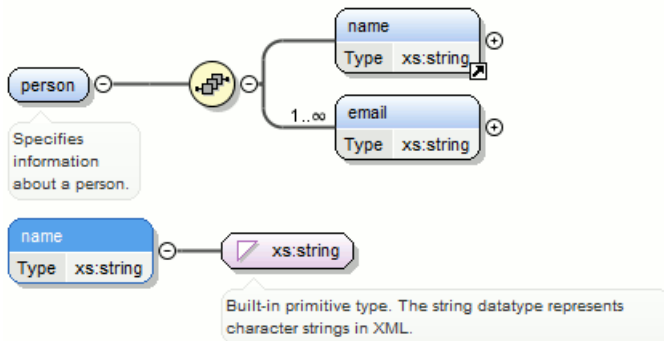 name
Type xs:string
person
1..∞
email
Type xs:string
Specifies
information
about a person.
name
Type xs:string
xs:string
Built-in primitive type. The string datatype represents
character strings in XML.